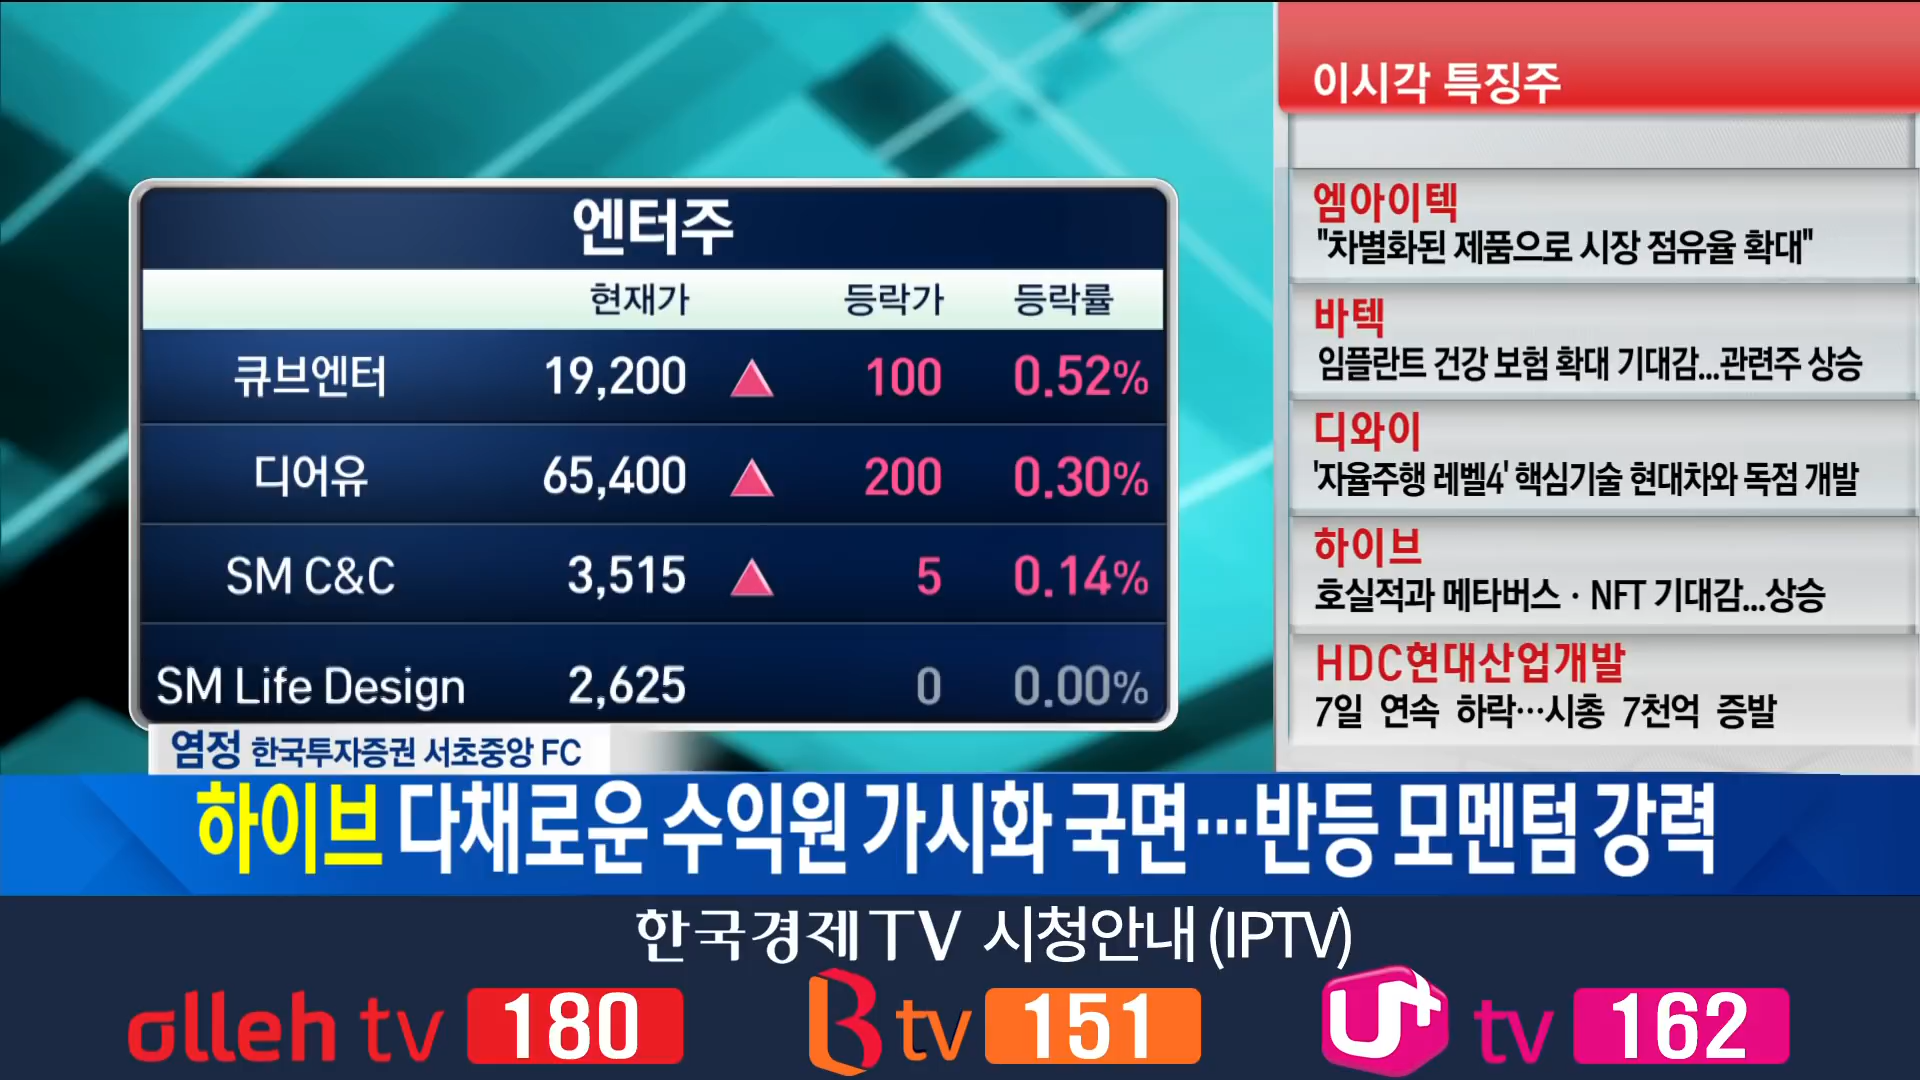 이시각 특징주
엠아이텍
"차별화된 제품으로 시장 점유율 확대"
바텍
임플란트 건강 보험 확대 기대감...관련주 상승
디와이
'자율주행 레벨4' 핵심기술 현대차와 독점 개발
하이브
호실적과 메타버스 · NFT 기대감...상승
HDC현대산업개발
7일 연속 하락…시총 7천억 증발
엔터주
현재가 등락가 등락률
큐브엔터 19,200 ▲ 100 0.52%
디어유 65,400 ▲ 200 0.30%
SM C&C 3,515 ▲ 5 0.14%
SM Life Design 2,625 0 0.00%
염정 한국투자증권 서초중앙 FC
하이브 다채로운 수익원 가시화 국면…반등 모멘텀 강력
한국경제TV 시청안내 (IPTV)
olleh tv 180 B tv 151 U+ tv 162